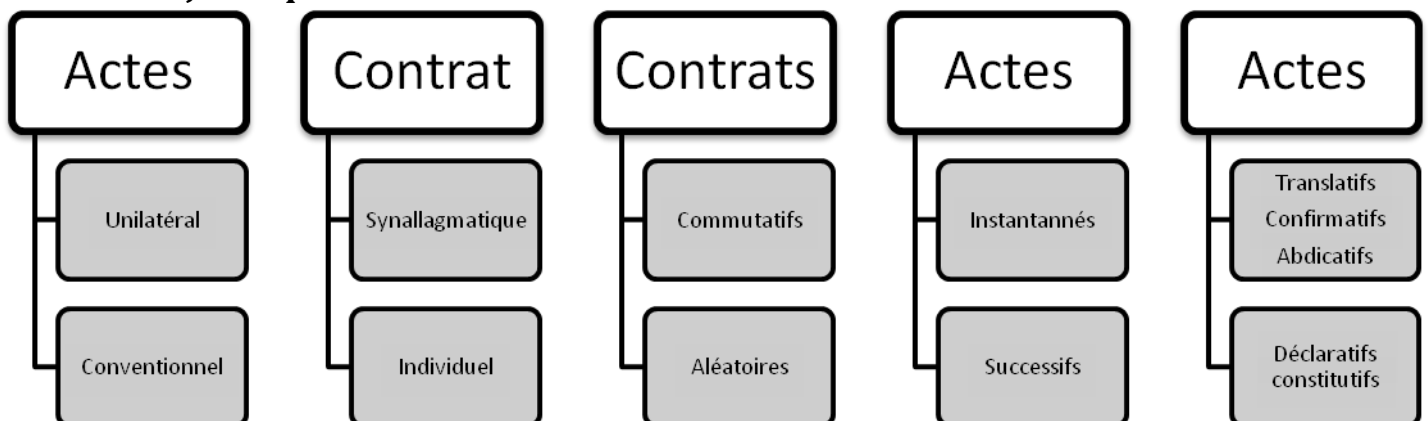 Actes
Contrat
Contrats
Actes
Actes
Unilatéral
Synallagmatique
Commutatifs
Instantannés
Translatifs
Confirmatifs
Abdicatifs
Conventionnel
Individuel
Aléatoires
Successifs
Déclaratifs
constitutifs